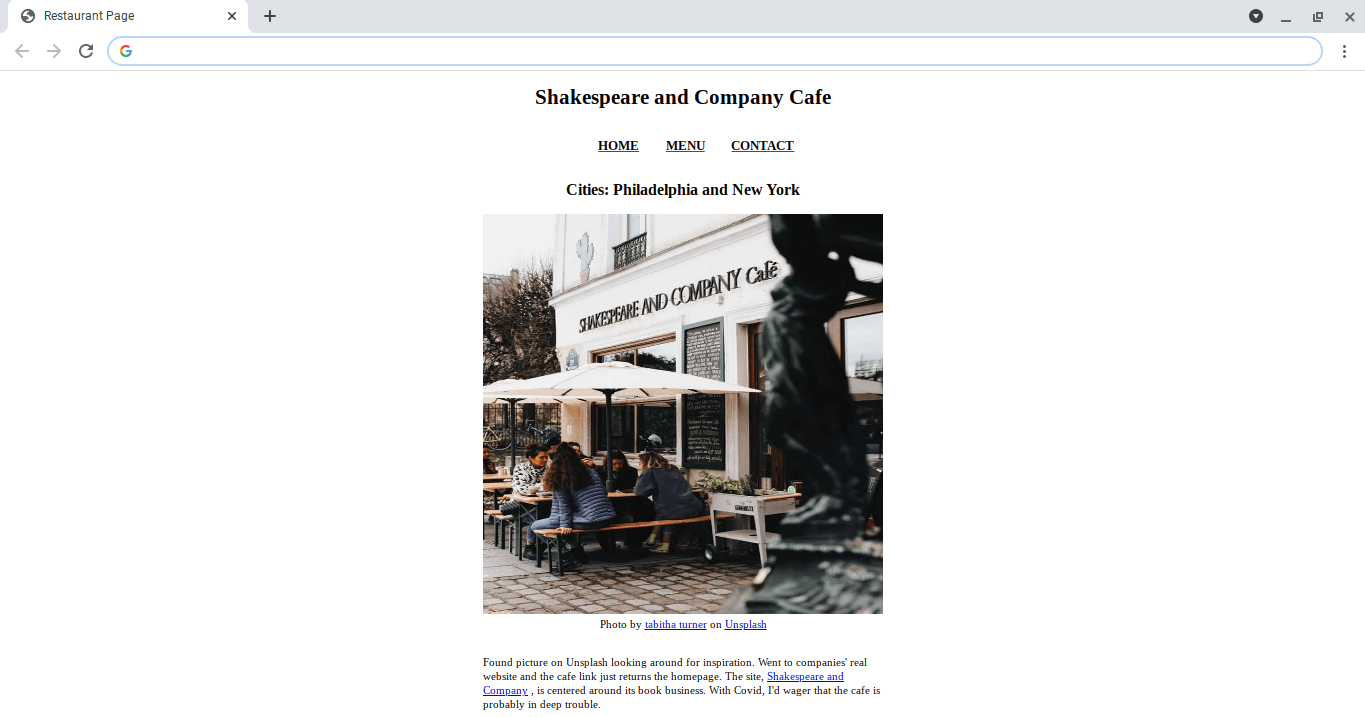 Restaurant Page
Shakespeare and Company Cafe
HOME MENU CONTACT
Cities: Philadelphia and New York
SHAKESPEARE AND COMPANY Café
Photo by tabitha turner on Unsplash
Found picture on Unsplash looking around for inspiration. Went to companies' real
website and the cafe link just returns the homepage. The site, Shakespeare and
Company , is centered around its book business. With Covid, I'd wager that the cafe is
probably in deep trouble.